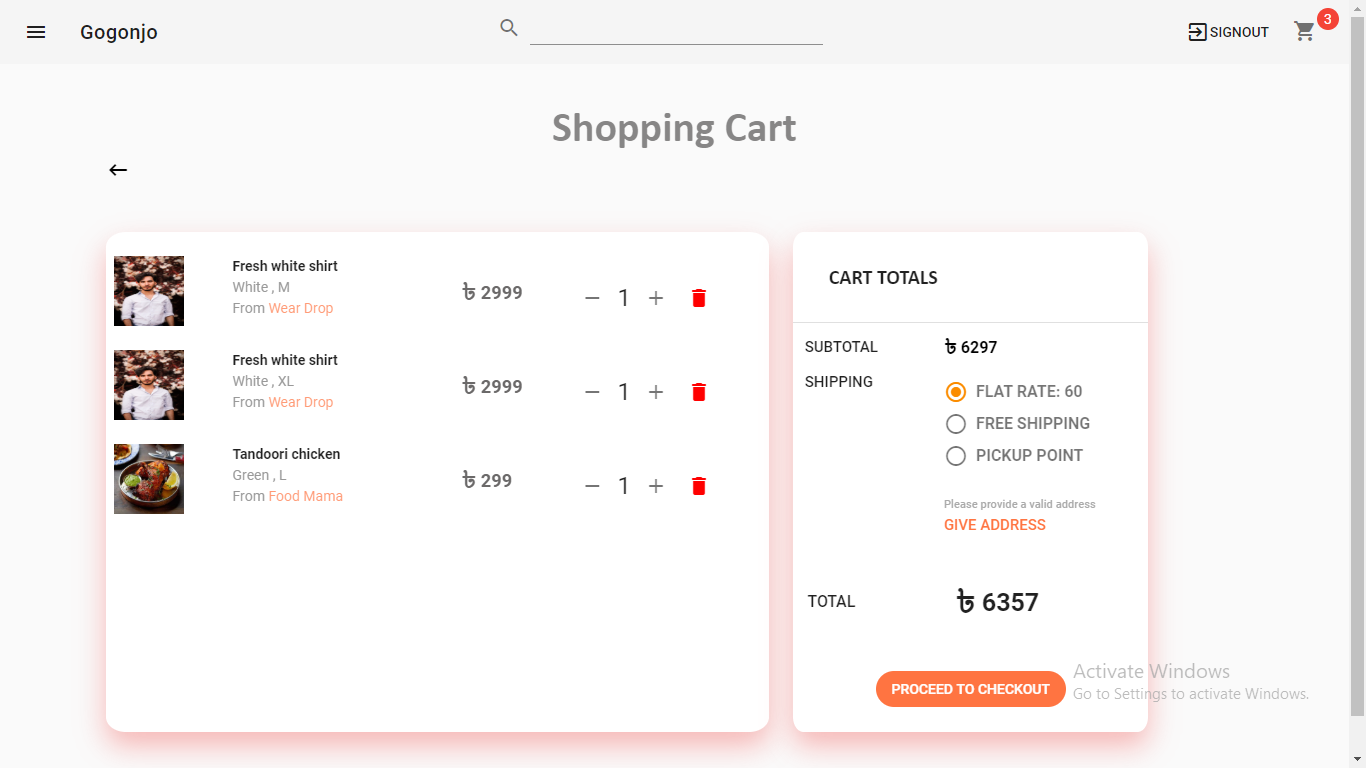 Gogonjo
SIGNOUT
3
Shopping Cart
Fresh white shirt
White , M
From Wear Drop
৳ 2999
1
Fresh white shirt
White , XL
From Wear Drop
৳ 2999
1
Tandoori chicken
Green , L
From Food Mama
৳ 299
1
CART TOTALS
SUBTOTAL
৳ 6297
SHIPPING
FLAT RATE: 60
FREE SHIPPING
PICKUP POINT
Please provide a valid address
GIVE ADDRESS
TOTAL
৳ 6357
PROCEED TO CHECKOUT
Activate Windows
Go to Settings to activate Windows.